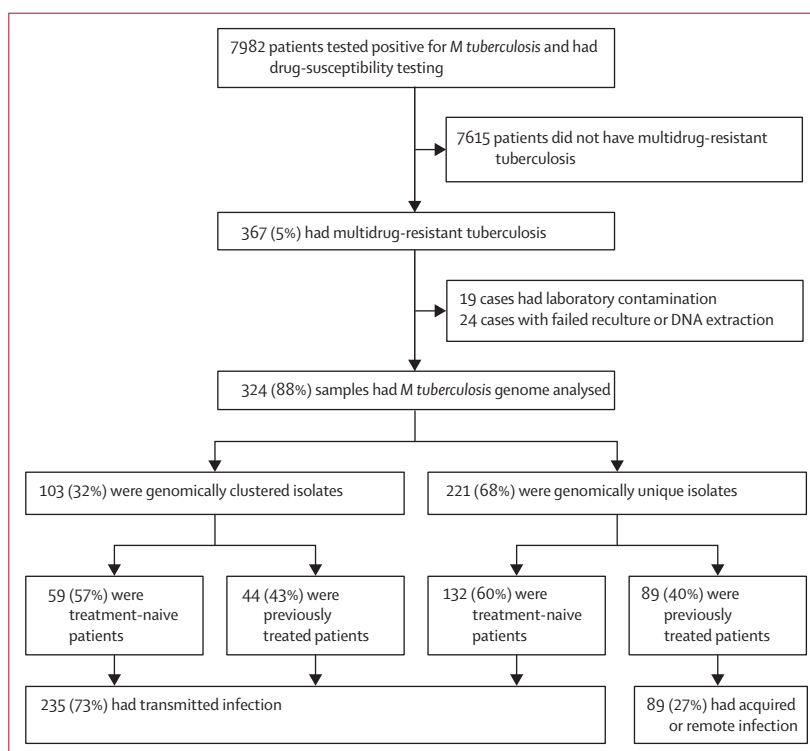 7982 patients tested positive for M tuberculosis and had
drug-susceptibility testing
7615 patients did not have multidrug-resistant
tuberculosis
367 (5%) had multidrug-resistant tuberculosis
19 cases had laboratory contamination
24 cases with failed reculture or DNA extraction
324 (88%) samples had M tuberculosis genome analysed
103 (32%) were genomically clustered isolates
221 (68%) were genomically unique isolates
59 (57%) were
treatment-naive
patients
44 (43%) were
previously
treated patients
132 (60%) were
treatment-naive
patients
89 (40%) were
previously
treated patients
235 (73%) had transmitted infection
89 (27%) had acquired
or remote infection